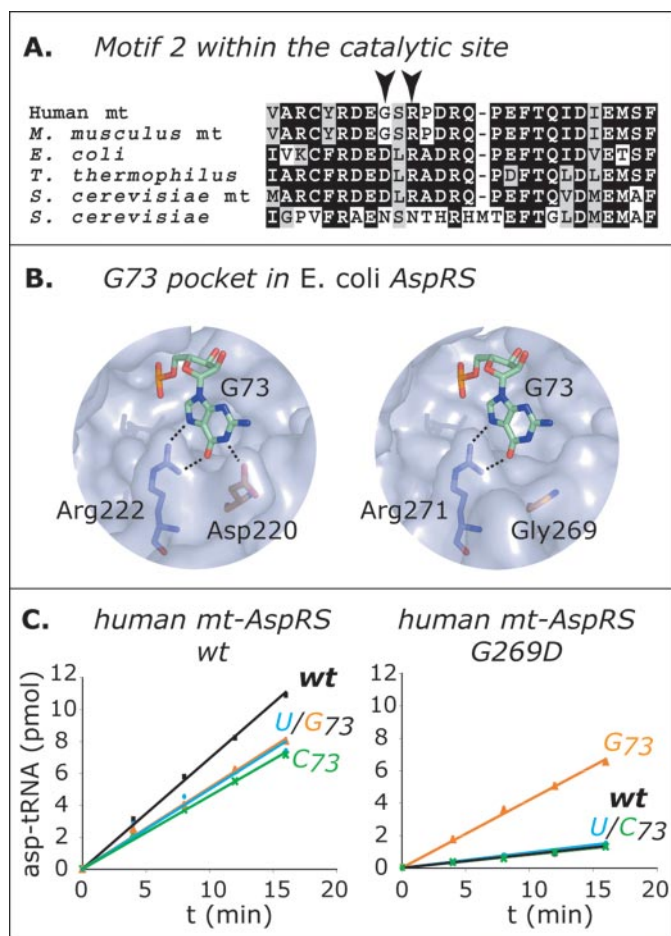 A. Motif 2 within the catalytic site
Human mt VARCYRDEGSRPDRQ-PEFTQIDIEMSF
M. musculus mt VARCYRDEGSRPDRQ-PEFTQIDIEMSF
E. coli IVKCFRDEDLRADRQ-PEFTQIDVETSF
T. thermophilus IARCFRDEDLRADRQ-PDFTQLDLEMSF
S. cerevisiae mt MARCFRDEDLRADRQ-PEFTQLDMEMAF
S. cerevisiae IGPVFRAENSNTHRHMTEFTGLDMEMAF
B. G73 pocket in E. coli AspRS
G73
Arg222
Asp220
G73
Arg271
Gly269
C. human mt-AspRS
wt
human mt-AspRS
G269D
asp-tRNA (pmol)
12
10
8
6
4
2
0
wt
U/G73
C73
0 5 10 15 20
t (min)
12
10
8
6
4
2
0
G73
wt
U/C73
0 5 10 15 20
t (min)